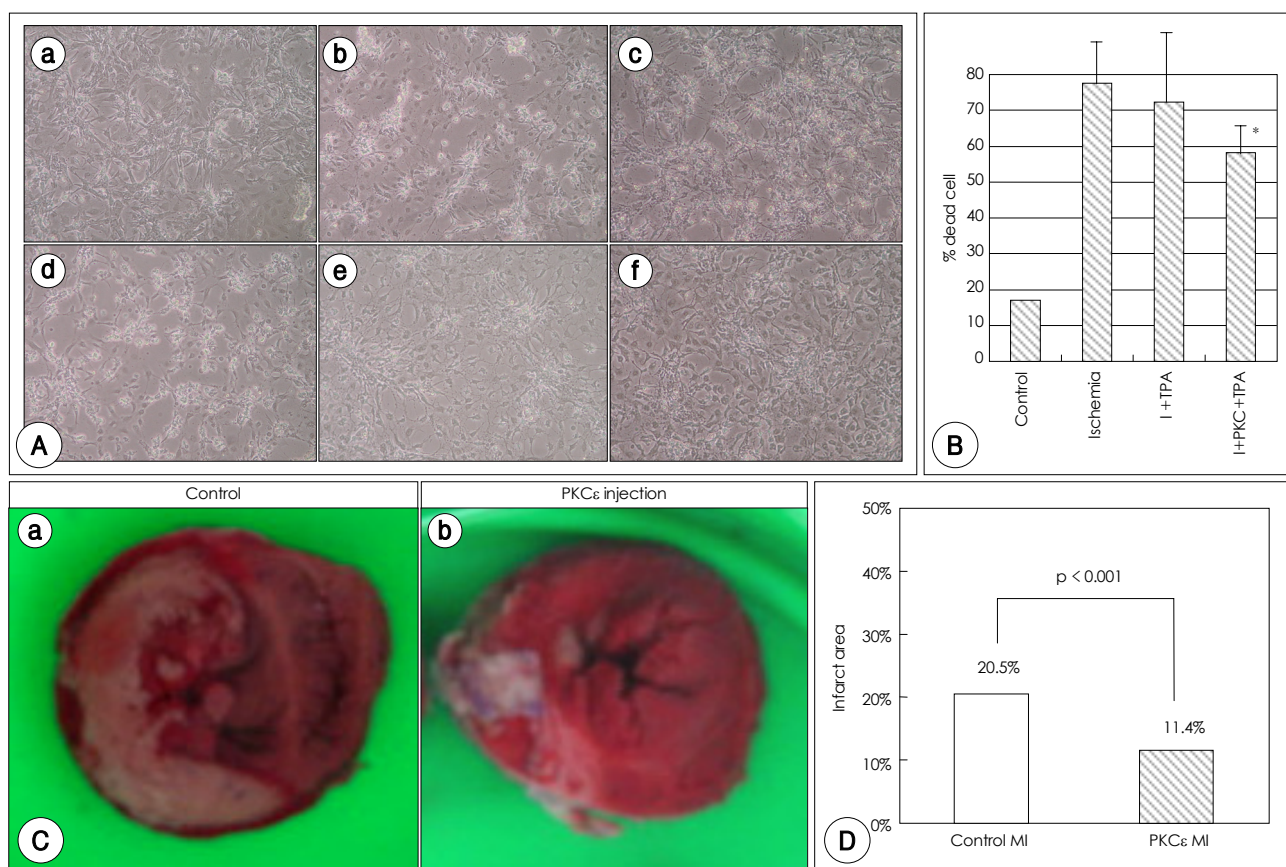 a
b
c
d
e
f
A
80
70
60
50
40
30
20
10
0
% dead cell
*
Control
Ischemia
I +TPA
I+PKC +TPA
B
Control
PKCε injection
a
b
C
50%
40%
30%
20%
10%
0%
Infarct area
p < 0.001
20.5%
11.4%
Control MI
PKCε MI
D